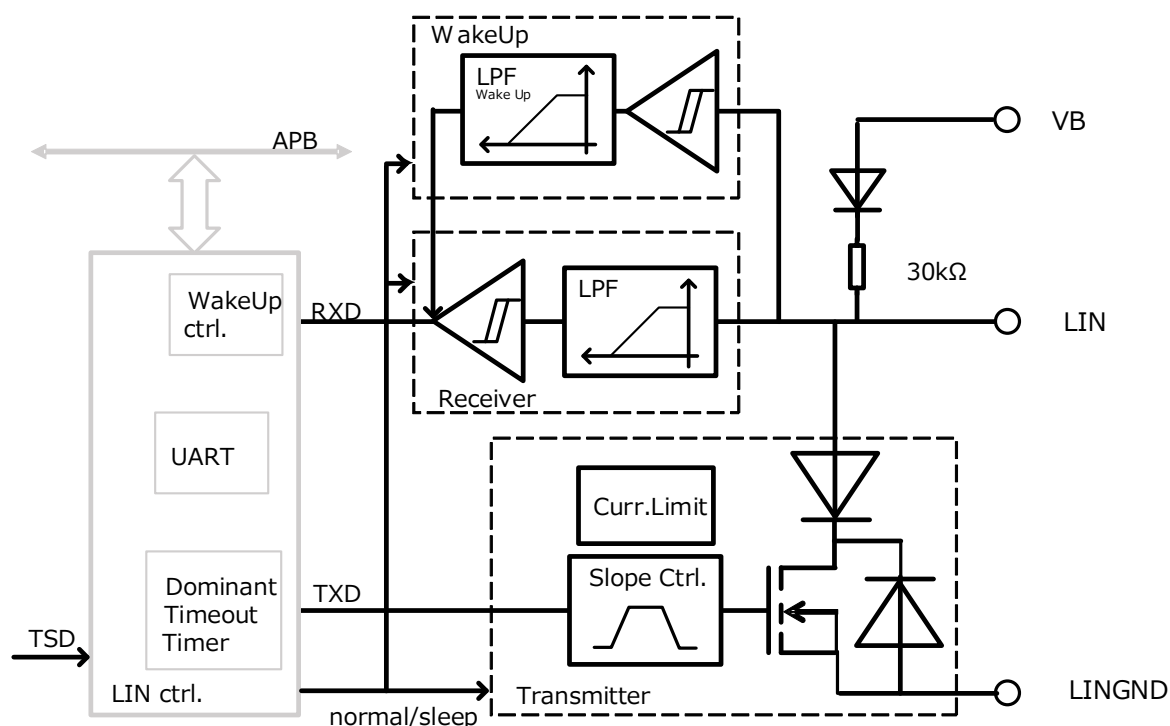 WakeUp
LPF
Wake Up
VB
APB
30kΩ
WakeUp
ctrl.
RXD
LPF
LIN
Receiver
UART
Curr.Limit
Dominant
Timeout
Timer
TXD
Slope Ctrl.
TSD
LIN ctrl.
normal/sleep
Transmitter
LINGND